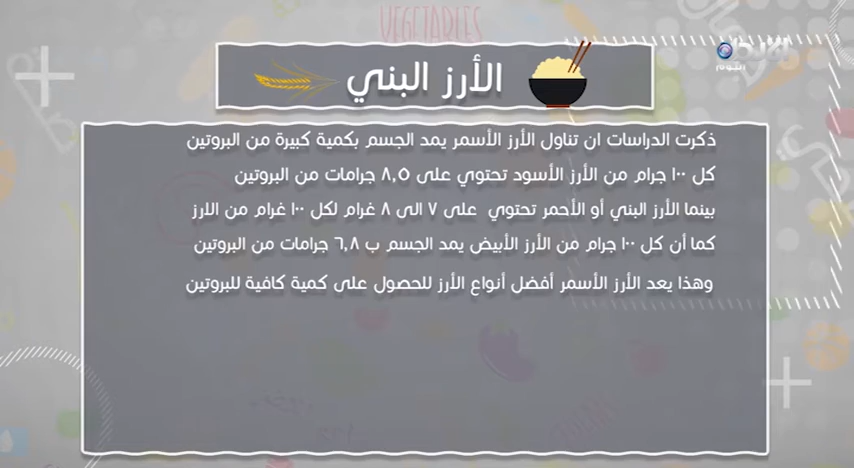 VEGETABLES
الأرز البني
ذكرت الدراسات ان تناول الأرز الأسمر يمد الجسم بكمية كبيرة من البروتين
كل ١٠٠ جرام من الأرز الأسود تحتوي على ٨,٥ جرامات من البروتين
بينما الأرز البني أو الأحمر تحتوي على ٧ الى ٨ غرام لكل ١٠٠ غرام من الارز
كما أن كل ١٠٠ جرام من الأرز الأبيض يمد الجسم ب ٦,٨ جرامات من البروتين
وهذا يعد الأرز الأسمر أفضل أنواع الأرز للحصول علي كمية كافية للبروتين